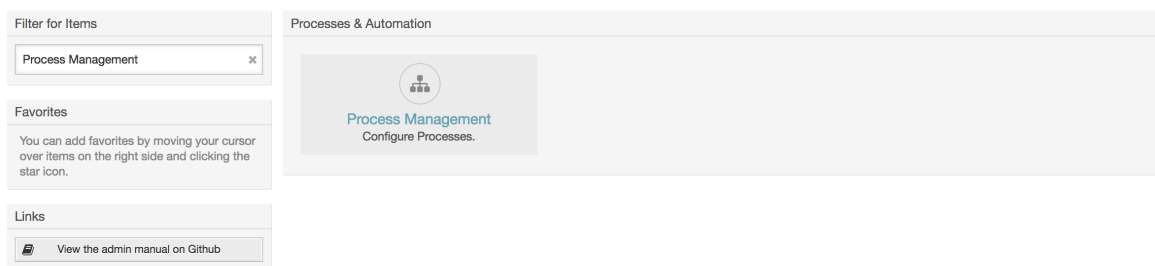 Filter for Items
Process Management
Favorites
You can add favorites by moving your cursor
over items on the right side and clicking the
star icon.
Links
View the admin manual on Github
Processes & Automation
Process Management
Configure Processes.